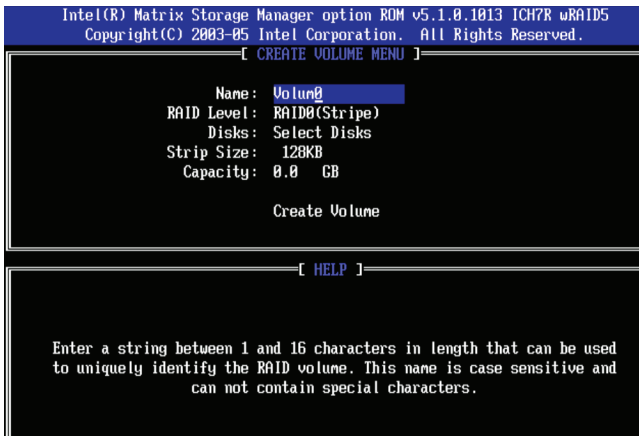 Intel(R) Matrix Storage Manager option ROM v5.1.0.1013 ICH7R wRAID5
Copyright(C) 2003-05 Intel Corporation. All Rights Reserved.
[ CREATE VOLUME MENU ]
Name: Volum0
RAID Level: RAID0(Stripe)
Disks: Select Disks
Strip Size: 128KB
Capacity: 0.0 GB
Create Volume
[ HELP ]
Enter a string between 1 and 16 characters in length that can be used
to uniquely identify the RAID volume. This name is case sensitive and
can not contain special characters.